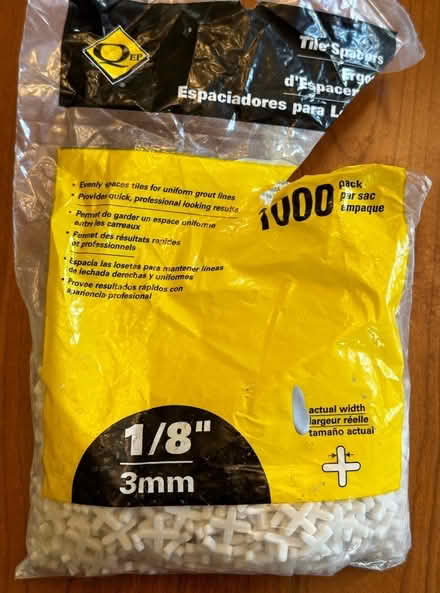 QEP
Tile Spacers
Ergo
d'Espacer
Espaciadores para L
• Evenly spaces tiles for uniform grout lines
• Provides quick, professional looking results
• Permet de garder un espace uniforme
entre les carreaux
• Permet des résultats rapides
et professionnels
• Espacia las losetas para mantener líneas
de lechada derechas y uniformes
• Provee resultados rápidos con
apariencia profesional
1000 pack
par sac
empaque
actual width
largeur réelle
tamaño actual
1/8"
3mm